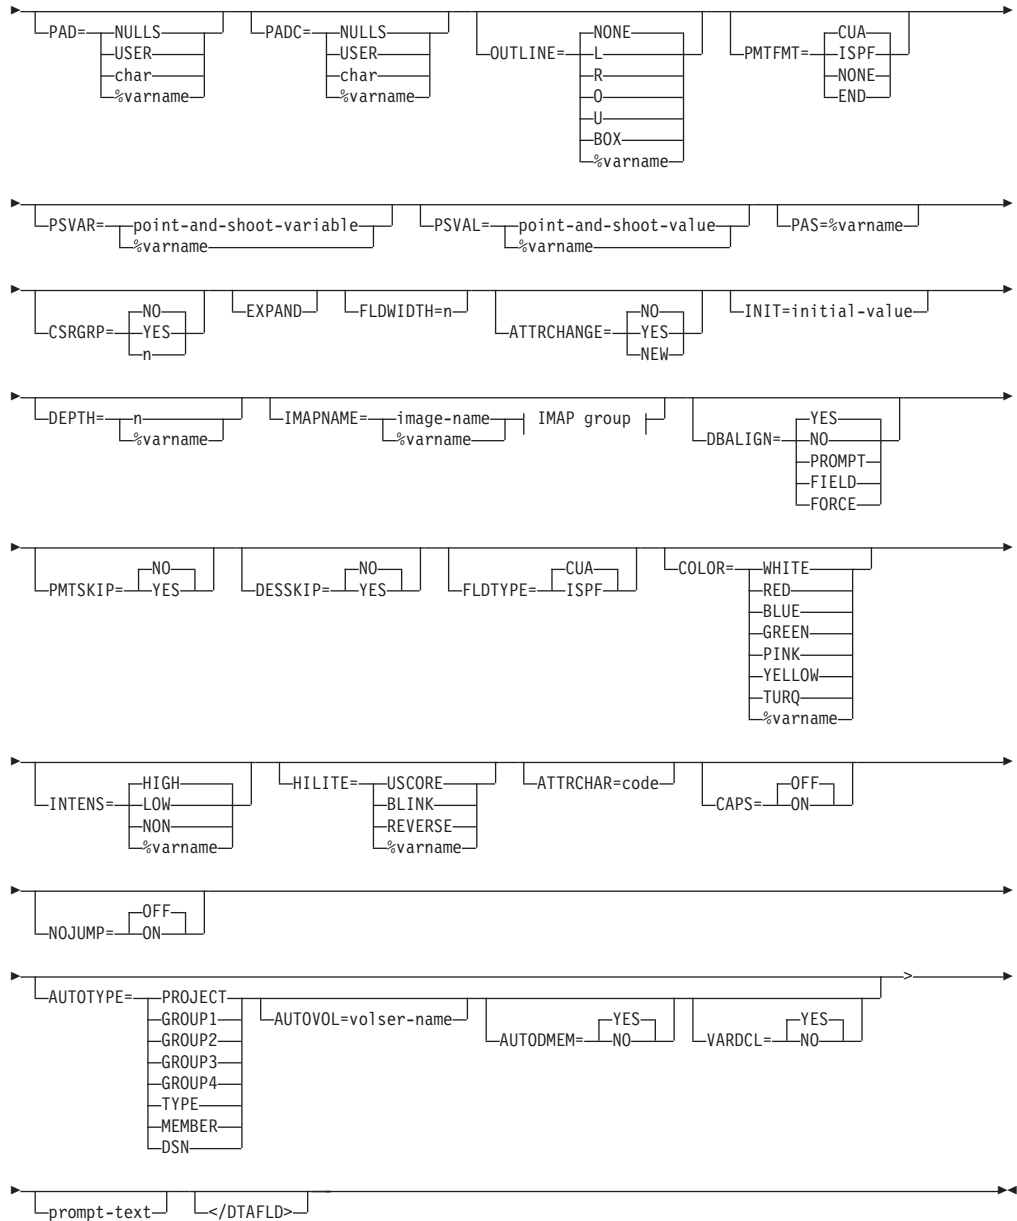 PAD= NULLS PADC= NULLS NONE CUA
USER USER OUTLINE= L PMTFMT= ISPF
char char R NONE
%varname %varname O END
U
BOX
%varname
PSVAR= point-and-shoot-variable PSVAL= point-and-shoot-value PAS=%varname
%varname %varname
NO EXPAND FLDWIDTH=n NO INIT=initial-value
CSRGRP= YES ATTRCHANGE= YES
n NEW
DEPTH= n IMAPNAME= image-name IMAP group YES
%varname %varname DBALIGN= NO
PROMPT
FIELD
FORCE
NO NO CUA COLOR= WHITE
PMTSKIP= YES DESSKIP= YES FLDTYPE= ISPF RED
BLUE
GREEN
PINK
YELLOW
TURQ
%varname
HIGH HILITE= USCORE ATTRCHAR=code OFF
INTENS= LOW BLINK CAPS= ON
NON REVERSE
%varname %varname
OFF
NOJUMP= ON
>
AUTOTYPE= PROJECT
GROUP1 AUTOVOL=volser-name YES YES
GROUP2 AUTODMEM= NO VARDCL= NO
GROUP3
GROUP4
TYPE
MEMBER
DSN
prompt-text </DTAFLD>